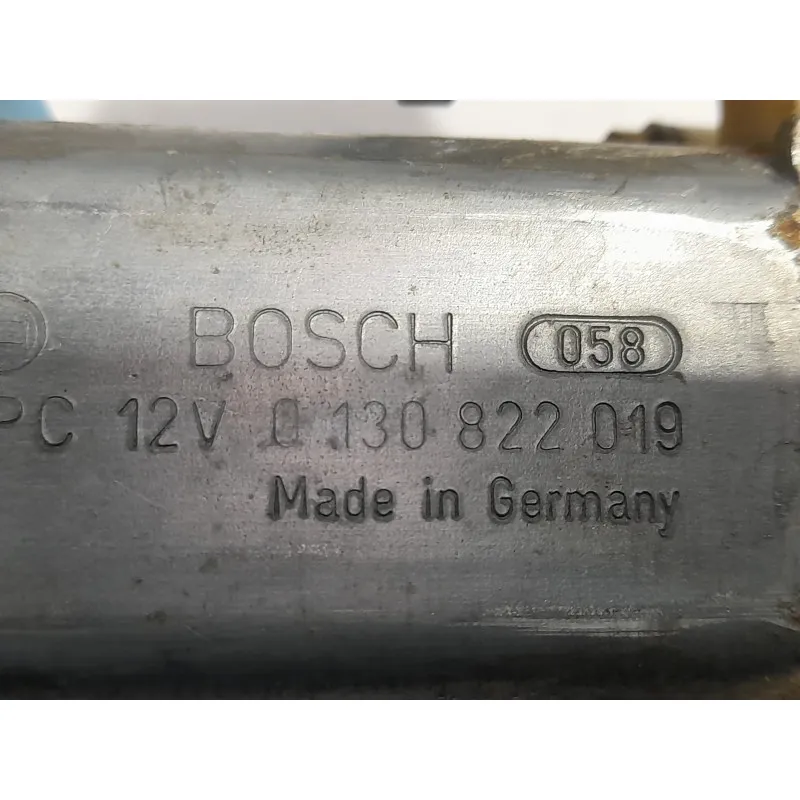 BOSCH 058
PC 12V 0 130 822 019
Made in Germany